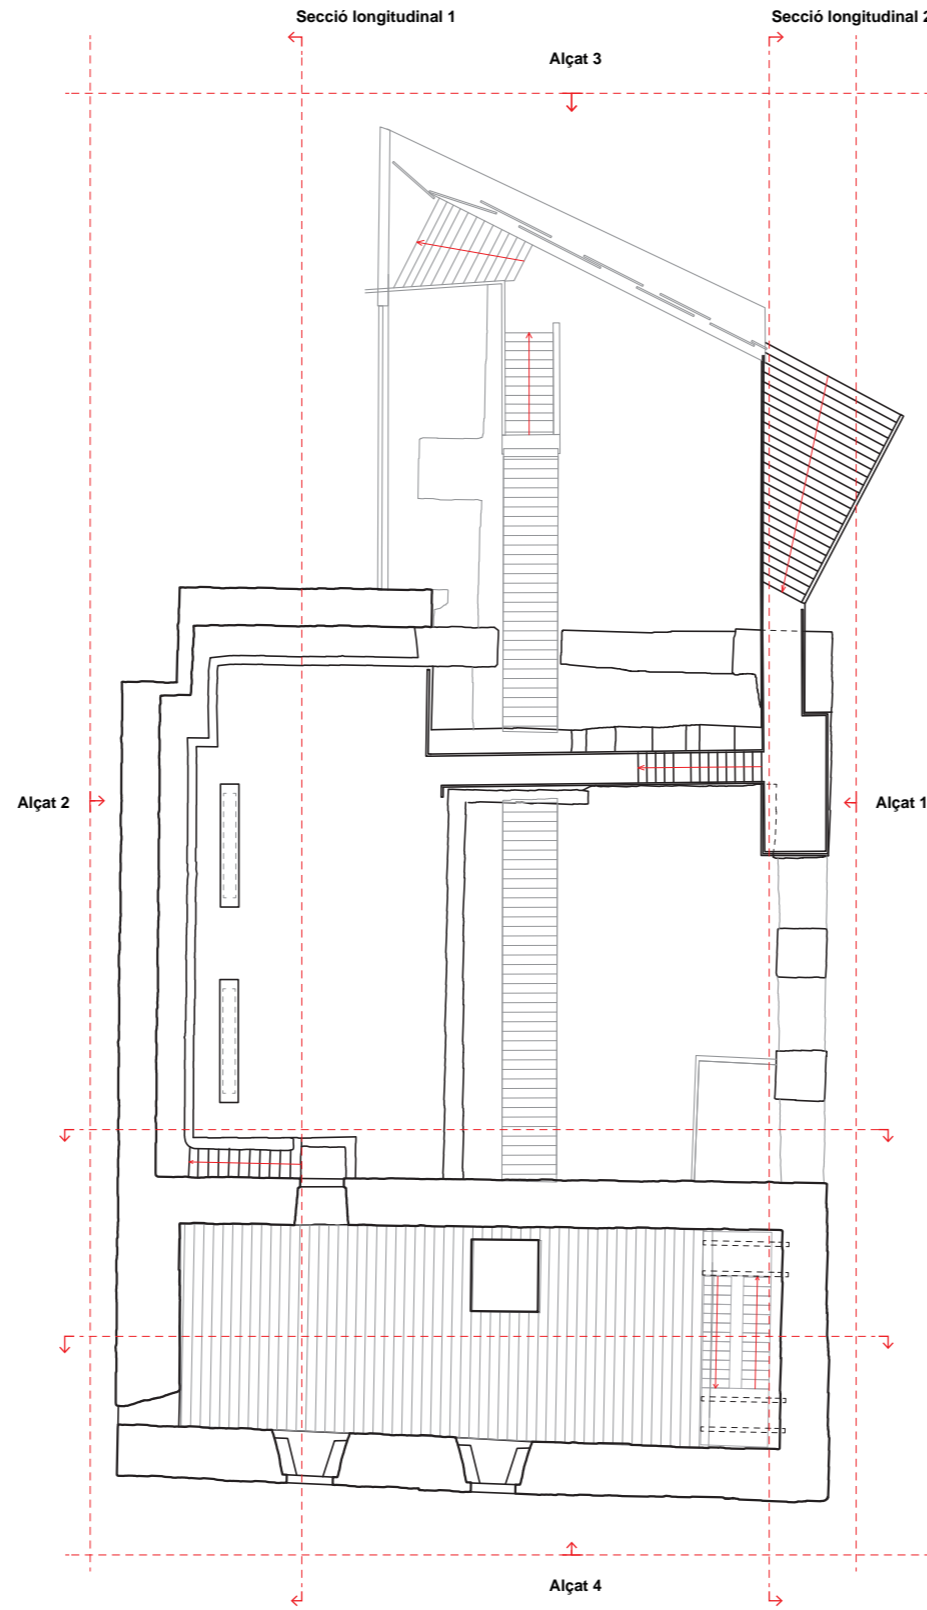 Secció longitudinal 1
Secció longitudinal 2
Alçat 3
Alçat 2
Alçat 1
Alçat 4